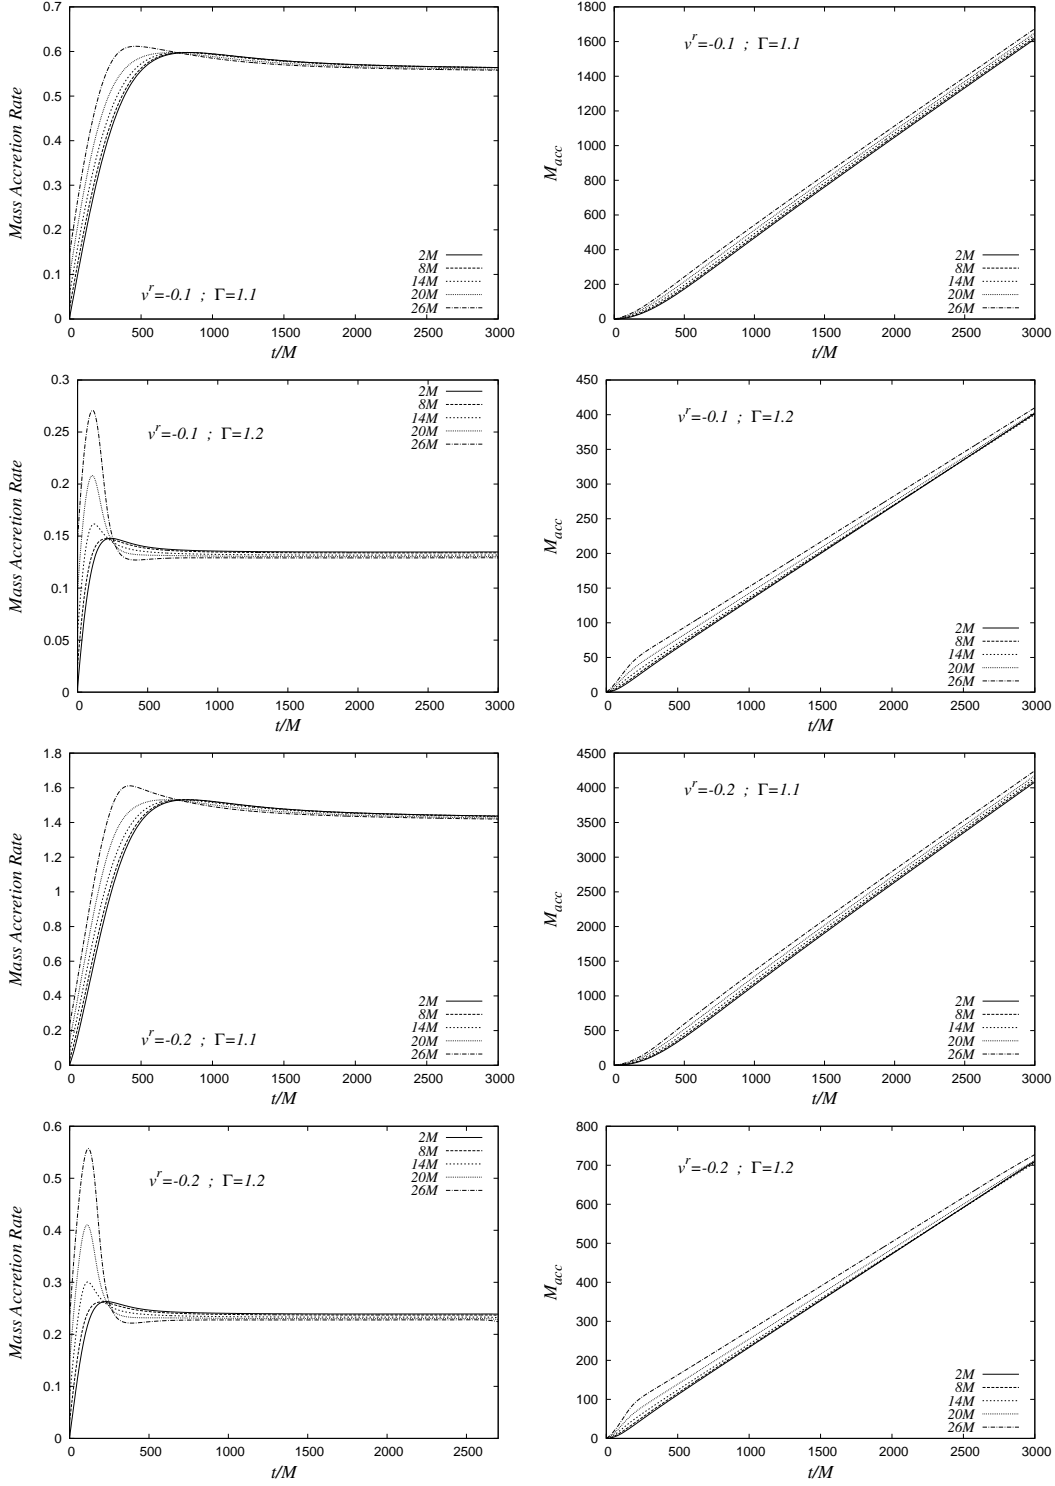 0.7
0.6
0.5
0.4
0.3
0.2
0.1
0
0 500 1000 1500 2000 2500 3000
Mass Accretion Rate
t/M
v^r=-0.1 ; Γ=1.1
2M
8M
14M
20M
26M
1800
1600
1400
1200
1000
800
600
400
200
0
0 500 1000 1500 2000 2500 3000
M_acc
t/M
v^r=-0.1 ; Γ=1.1
2M
8M
14M
20M
26M
0.3
0.25
0.2
0.15
0.1
0.05
0
0 500 1000 1500 2000 2500 3000
Mass Accretion Rate
t/M
v^r=-0.1 ; Γ=1.2
2M
8M
14M
20M
26M
450
400
350
300
250
200
150
100
50
0
0 500 1000 1500 2000 2500 3000
M_acc
t/M
v^r=-0.1 ; Γ=1.2
2M
8M
14M
20M
26M
1.8
1.6
1.4
1.2
1
0.8
0.6
0.4
0.2
0
0 500 1000 1500 2000 2500 3000
Mass Accretion Rate
t/M
v^r=-0.2 ; Γ=1.1
2M
8M
14M
20M
26M
4500
4000
3500
3000
2500
2000
1500
1000
500
0
0 500 1000 1500 2000 2500 3000
M_acc
t/M
v^r=-0.2 ; Γ=1.1
2M
8M
14M
20M
26M
0.6
0.5
0.4
0.3
0.2
0.1
0
0 500 1000 1500 2000 2500
Mass Accretion Rate
t/M
v^r=-0.2 ; Γ=1.2
2M
8M
14M
20M
26M
800
700
600
500
400
300
200
100
0
0 500 1000 1500 2000 2500 3000
M_acc
t/M
v^r=-0.2 ; Γ=1.2
2M
8M
14M
20M
26M